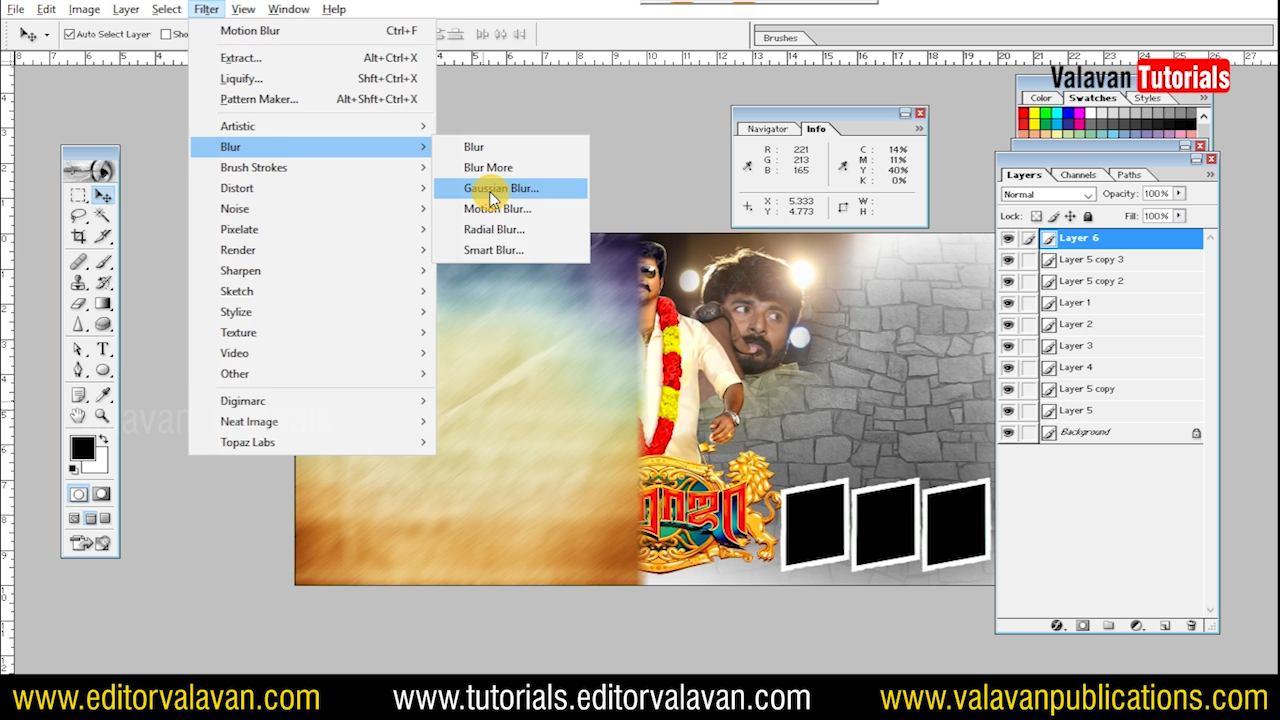 File Edit Image Layer Select Filter View Window Help
Auto Select Layer Sho
Brushes
Valavan Tutorials
Motion Blur Ctrl+F
Extract... Alt+Ctrl+X
Liquify... Shft+Ctrl+X
Pattern Maker... Alt+Shft+Ctrl+X
Artistic
Blur
Brush Strokes
Distort
Noise
Pixelate
Render
Sharpen
Sketch
Stylize
Texture
Video
Other
Digimarc
Neat Image
Topaz Labs
Blur
Blur More
Gaussian Blur...
Motion Blur...
Radial Blur...
Smart Blur...
Navigator Info
R : 221 C : 14%
G : 213 M : 11%
B : 165 Y : 40%
K : 0%
X : 5.333 W :
Y : 4.773 H :
Color Swatches Styles
Layers Channels Paths
Normal Opacity: 100%
Lock: Fill: 100%
Layer 6
Layer 5 copy 3
Layer 5 copy 2
Layer 1
Layer 2
Layer 3
Layer 4
Layer 5 copy
Layer 5
Background
www.editorvalavan.com www.tutorials.editorvalavan.com www.valavanpublications.com